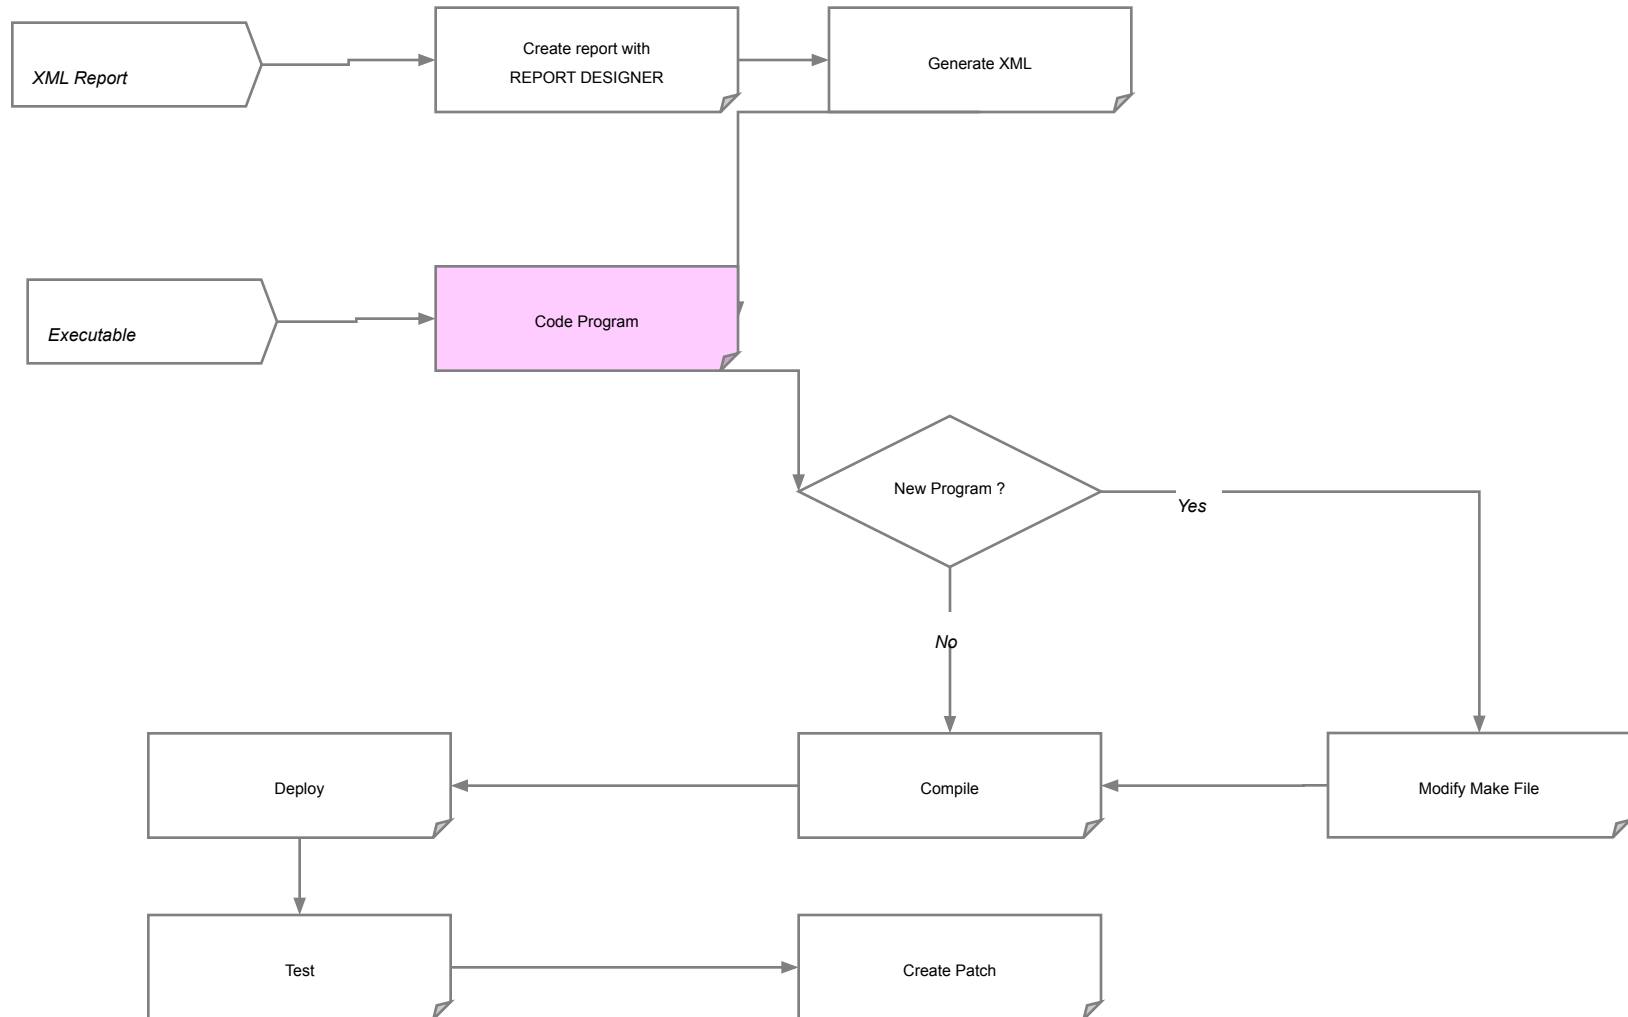 XML Report
Create report with
REPORT DESIGNER
Generate XML
Executable
Code Program
New Program ?
Yes
No
Deploy
Compile
Modify Make File
Test
Create Patch